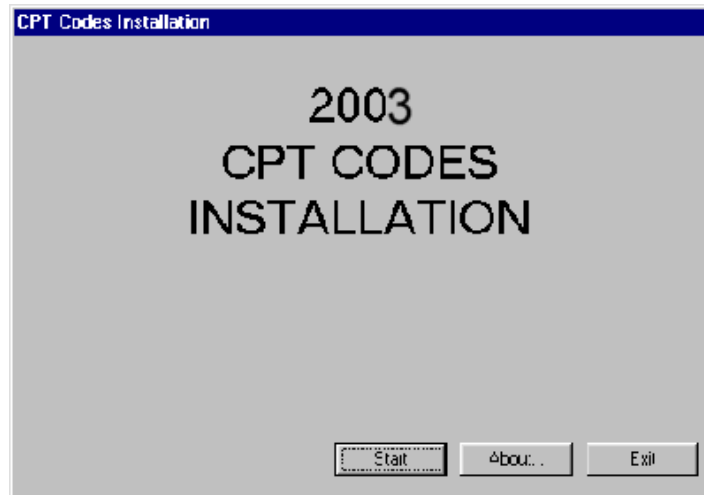 CPT Codes Installation
2003
CPT CODES
INSTALLATION
Start
About...
Exit